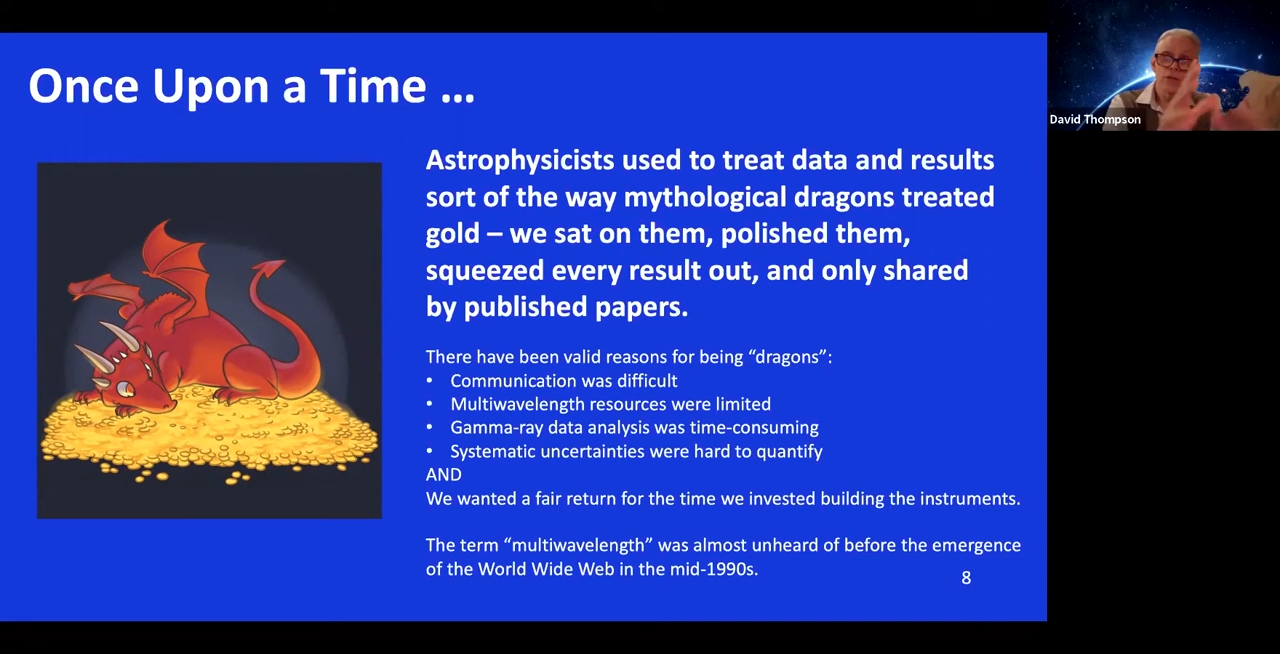 Once Upon a Time ...
David Thompson
Astrophysicists used to treat data and results
sort of the way mythological dragons treated
gold – we sat on them, polished them,
squeezed every result out, and only shared
by published papers.
There have been valid reasons for being “dragons”:
• Communication was difficult
• Multiwavelength resources were limited
• Gamma-ray data analysis was time-consuming
• Systematic uncertainties were hard to quantify
AND
We wanted a fair return for the time we invested building the instruments.
The term “multiwavelength” was almost unheard of before the emergence
of the World Wide Web in the mid-1990s.
8